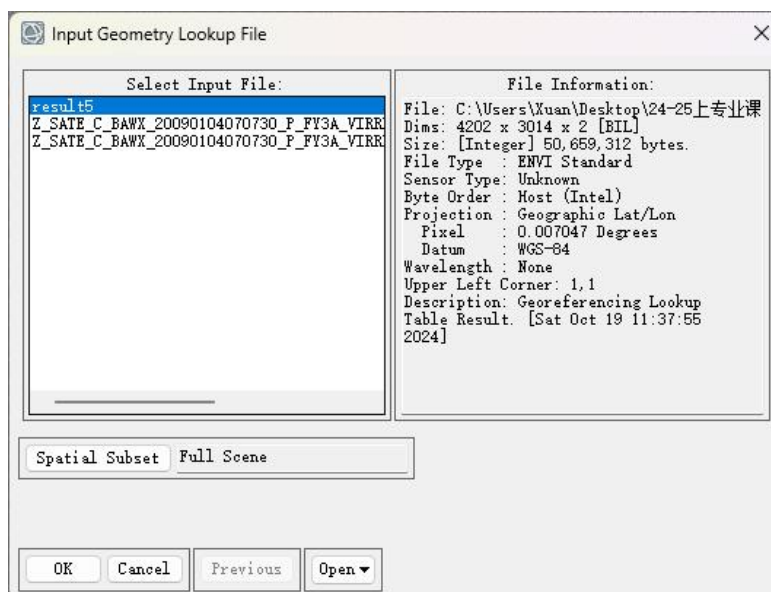 Input Geometry Lookup File
Select Input File:
result5
Z_SATE_C_BAWX_20090104070730_P_FY3A_VIRR
Z_SATE_C_BAWX_20090104070730_P_FY3A_VIRR
File Information:
File: C:\Users\Xuan\Desktop\24-25上专业课
Dims: 4202 x 3014 x 2 [BIL]
Size: [Integer] 50,659,312 bytes.
File Type : ENVI Standard
Sensor Type: Unknown
Byte Order : Host (Intel)
Projection : Geographic Lat/Lon
Pixel : 0.007047 Degrees
Datum : WGS-84
Wavelength : None
Upper Left Corner: 1,1
Description: Georeferencing Lookup
Table Result. [Sat Oct 19 11:37:55
2024]
Spatial Subset Full Scene
OK Cancel Previous Open